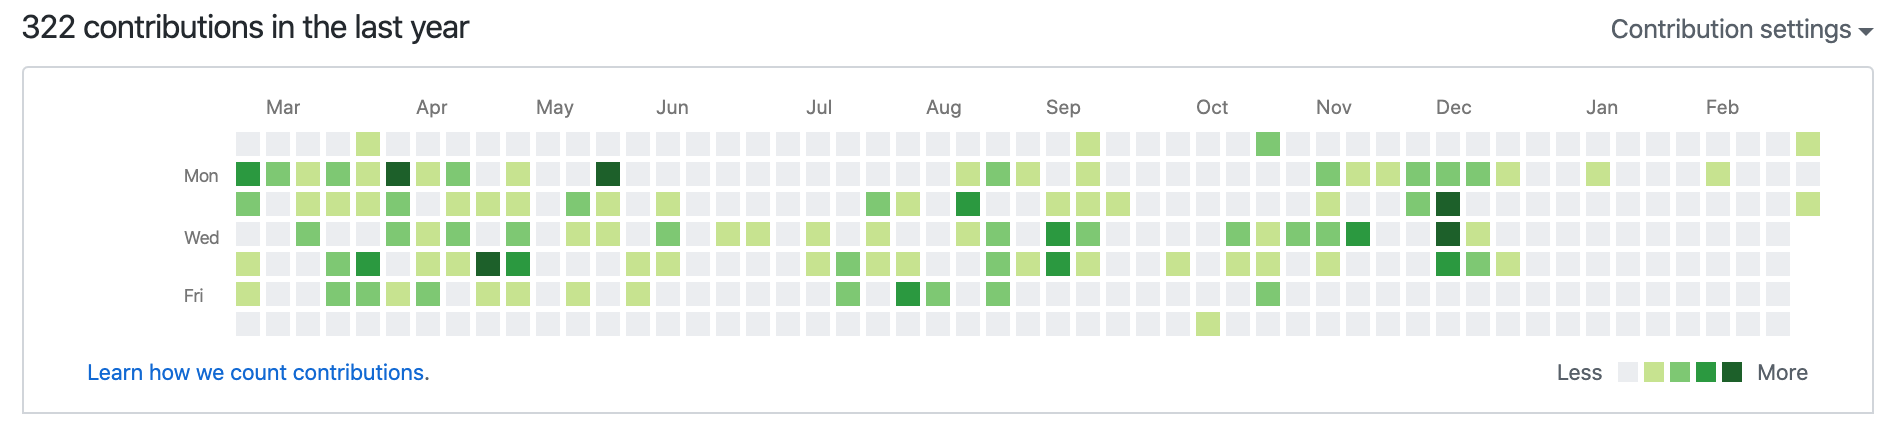 322 contributions in the last year
Contribution settings
Mar Apr May Jun Jul Aug Sep Oct Nov Dec Jan Feb
Mon
Wed
Fri
Learn how we count contributions.
Less More